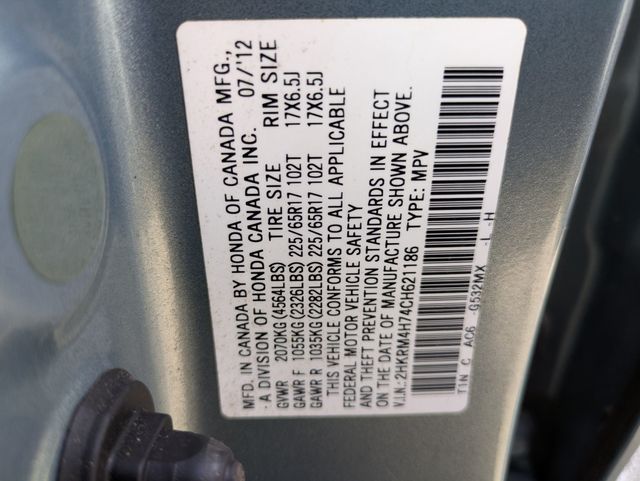 MFD. IN CANADA BY HONDA OF CANADA MFG.,
- A DIVISION OF HONDA CANADA INC. 07/'12
GVWR 2070KG(4564LBS) TIRE SIZE RIM SIZE
GAWR F 1055KG(2326LBS) 225/65R17 102T 17X6.5J
GAWR R 1035KG(2282LBS) 225/65R17 102T 17X6.5J
THIS VEHICLE CONFORMS TO ALL APPLICABLE
FEDERAL MOTOR VEHICLE SAFETY
AND THEFT PREVENTION STANDARDS IN EFFECT
ON THE DATE OF MANUFACTURE SHOWN ABOVE.
V.I.N.:2HKRM4H74CH621186 TYPE: MPV
TTN C AC6 G532MX -L -H